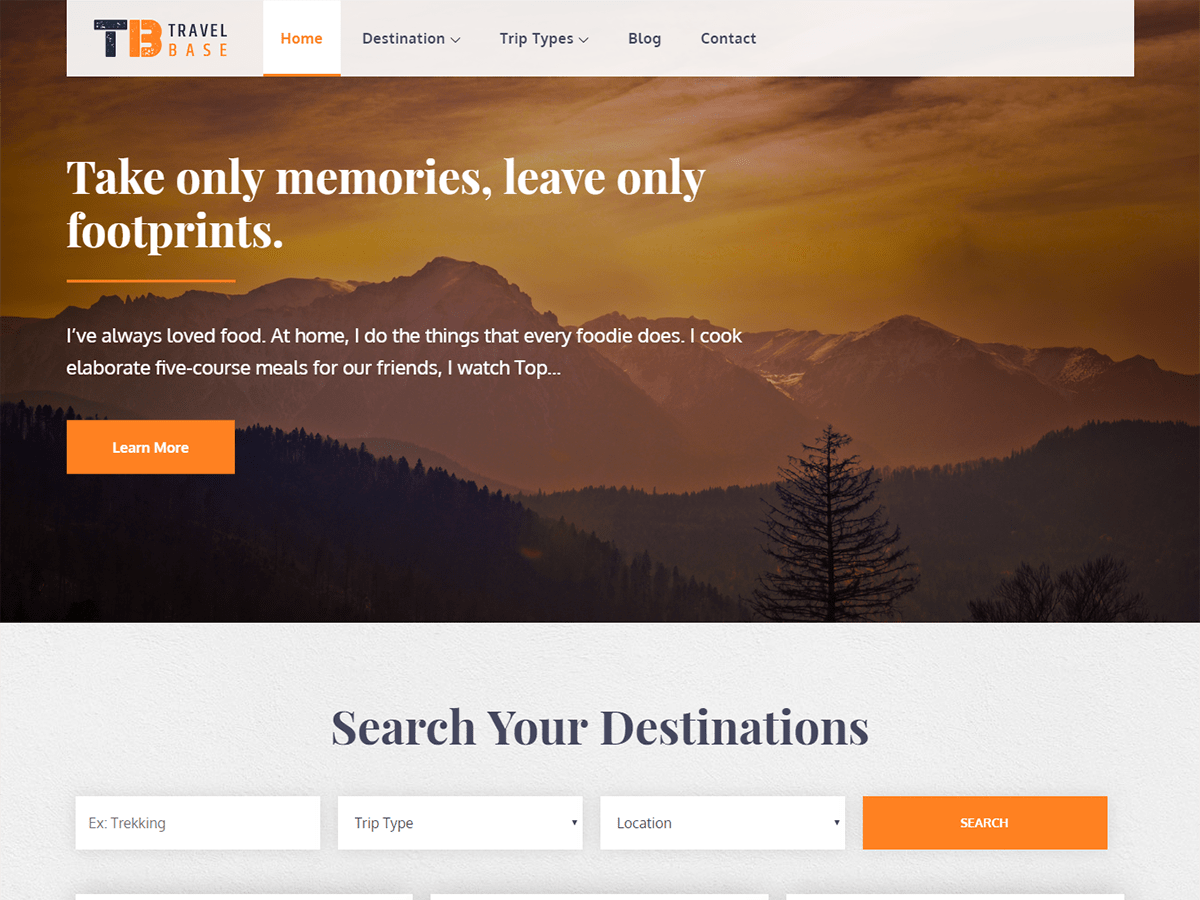 TB TRAVEL
BASE
Home Destination Trip Types Blog Contact
Take only memories, leave only
footprints.
I’ve always loved food. At home, I do the things that every foodie does. I cook
elaborate five-course meals for our friends, I watch Top...
Learn More
Search Your Destinations
Ex: Trekking Trip Type Location SEARCH